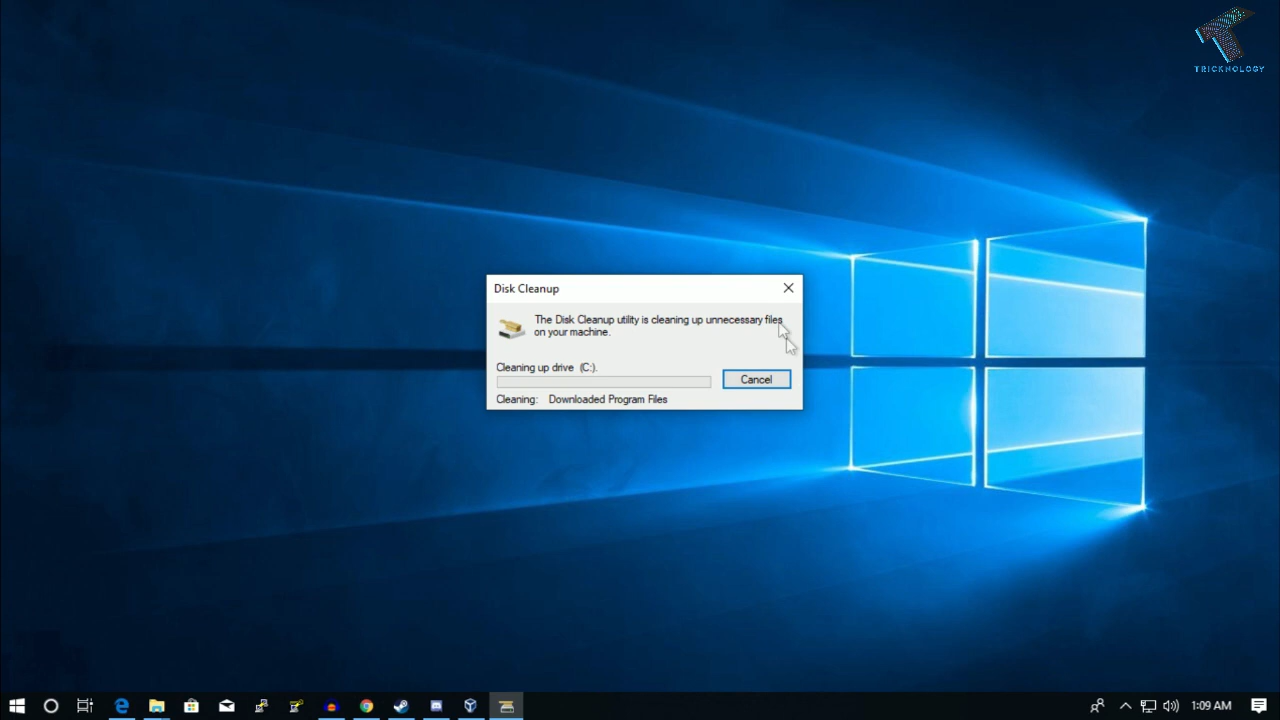 TRICKNOLOGY
Disk Cleanup
The Disk Cleanup utility is cleaning up unnecessary files
on your machine.
Cleaning up drive (C:).
Cancel
Cleaning: Downloaded Program Files
1:09 AM